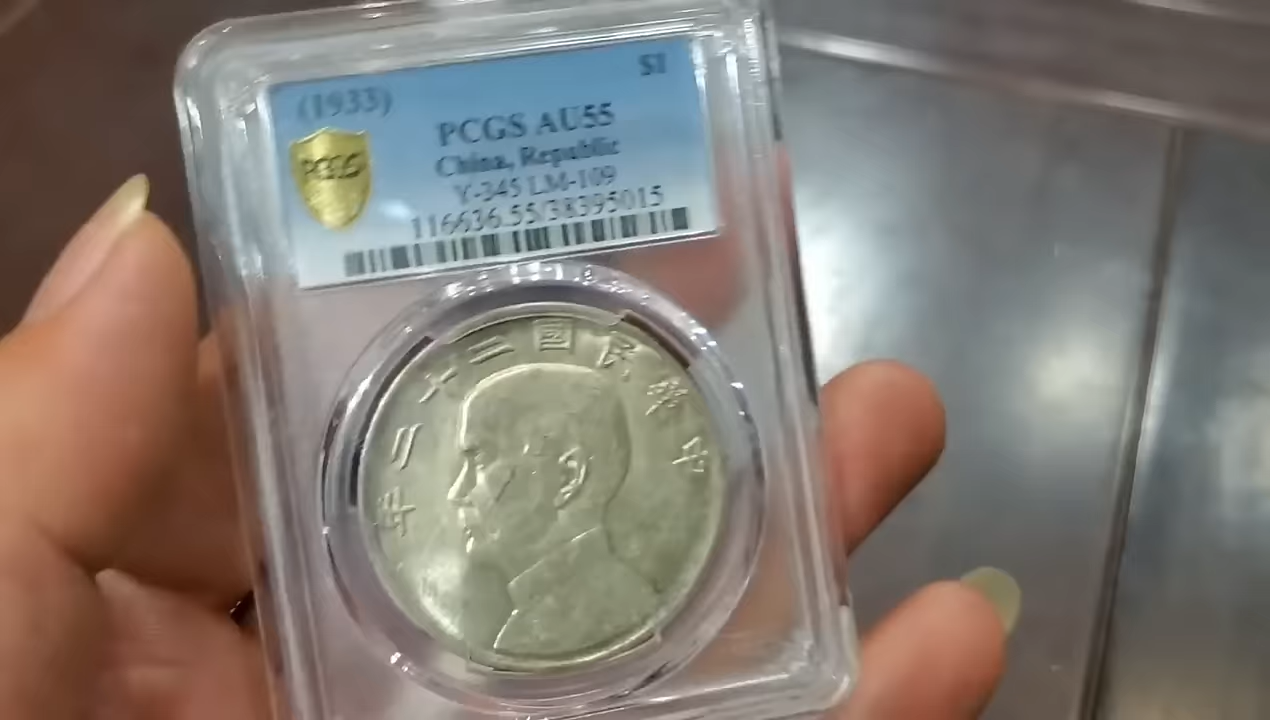 (1933)
$1
PCGS AU55
PCGS
China, Republic
Y-345 LM-109
116636.55/38395015
中華民國二十二年